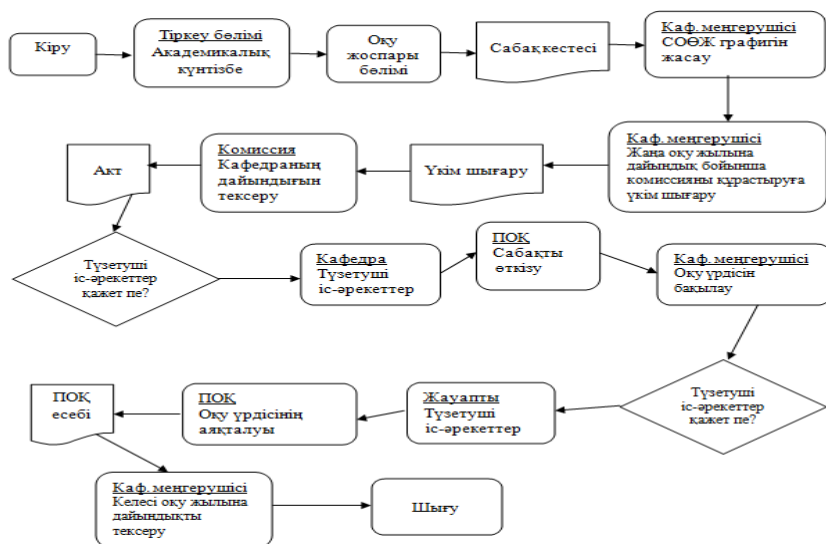 Кіру
Тіркеу бөлімі
Академикалық
күнтізбе
Оқу
жоспары
бөлімі
Сабақ кестесі
Каф. меңгерушісі
СОӨЖ графигін
жасау
Каф. меңгерушісі
Жаңа оқу жылына
дайындық бойынша
комиссияны құрастыруға
үкім шығару
Үкім шығару
Комиссия
Кафедраның
дайындығын
тексеру
Акт
Түзетуші
іс-әрекеттер
қажет пе?
Кафедра
Түзетуші
іс-әрекеттер
ПОҚ
Сабақты
өткізу
Каф. меңгерушісі
Оқу үрдісін
бақылау
Түзетуші
іс-әрекеттер
қажет пе?
Жауапты
Түзетуші
іс-әрекеттер
ПОҚ
Оқу үрдісінің
аяқталуы
ПОҚ
есебі
Каф. меңгерушісі
Келесі оқу жылына
дайындықты
тексеру
Шығу